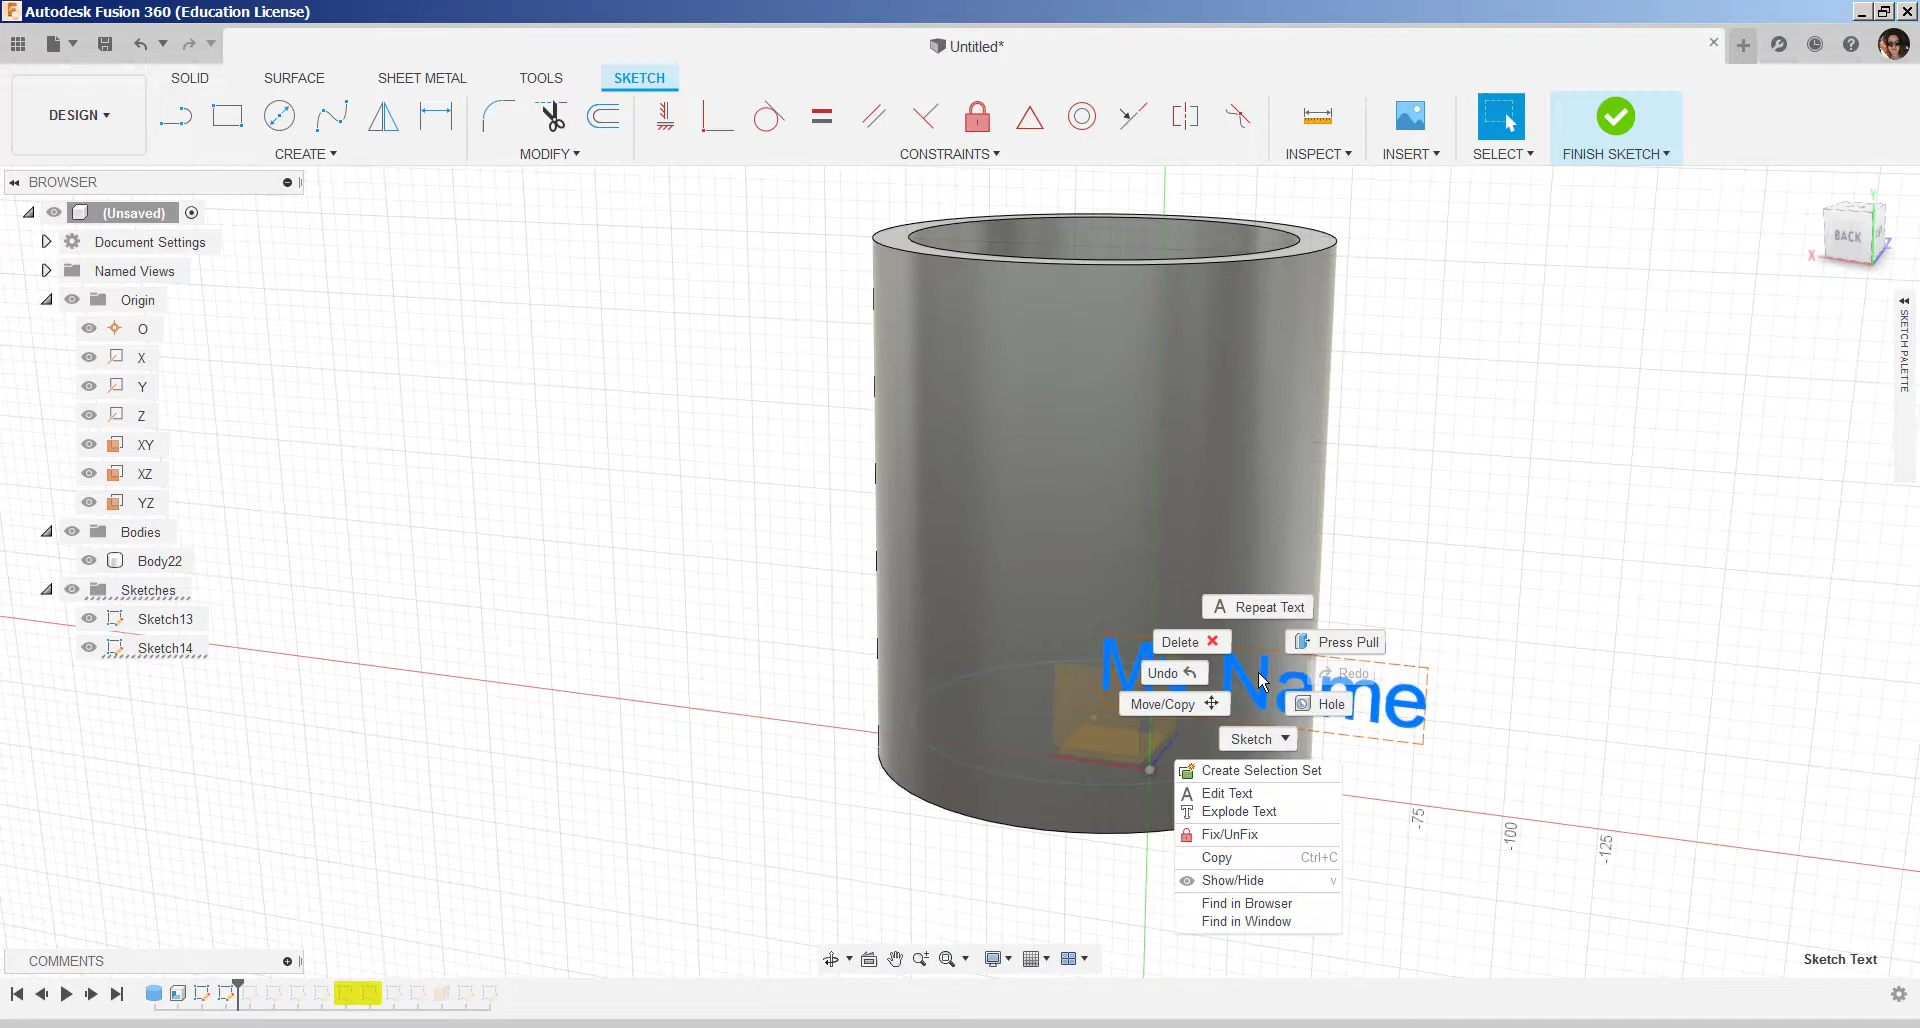 Autodesk Fusion 360 (Education License)
Untitled*
SOLID
SURFACE
SHEET METAL
TOOLS
SKETCH
DESIGN
CREATE
MODIFY
CONSTRAINTS
INSPECT
INSERT
SELECT
FINISH SKETCH
BROWSER
(Unsaved)
Document Settings
Named Views
Origin
O
X
Y
Z
XY
XZ
YZ
Bodies
Body22
Sketches
Sketch13
Sketch14
BACK
X
Y
Z
SKETCH PALETTE
My Name
Repeat Text
Delete
Press Pull
Undo
Redo
Move/Copy
Hole
Sketch
Create Selection Set
Edit Text
Explode Text
Fix/UnFix
Copy Ctrl+C
Show/Hide v
Find in Browser
Find in Window
-75
-100
-125
COMMENTS
Sketch Text